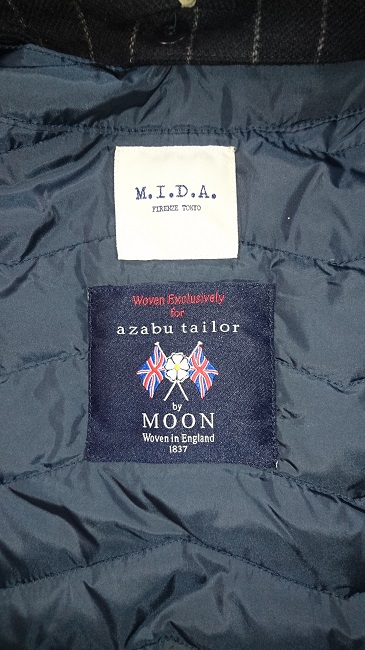 M.I.D.A.
FIRENZE TOKYO
Woven Exclusively
for
azabu tailor
by
MOON
Woven in England
1837